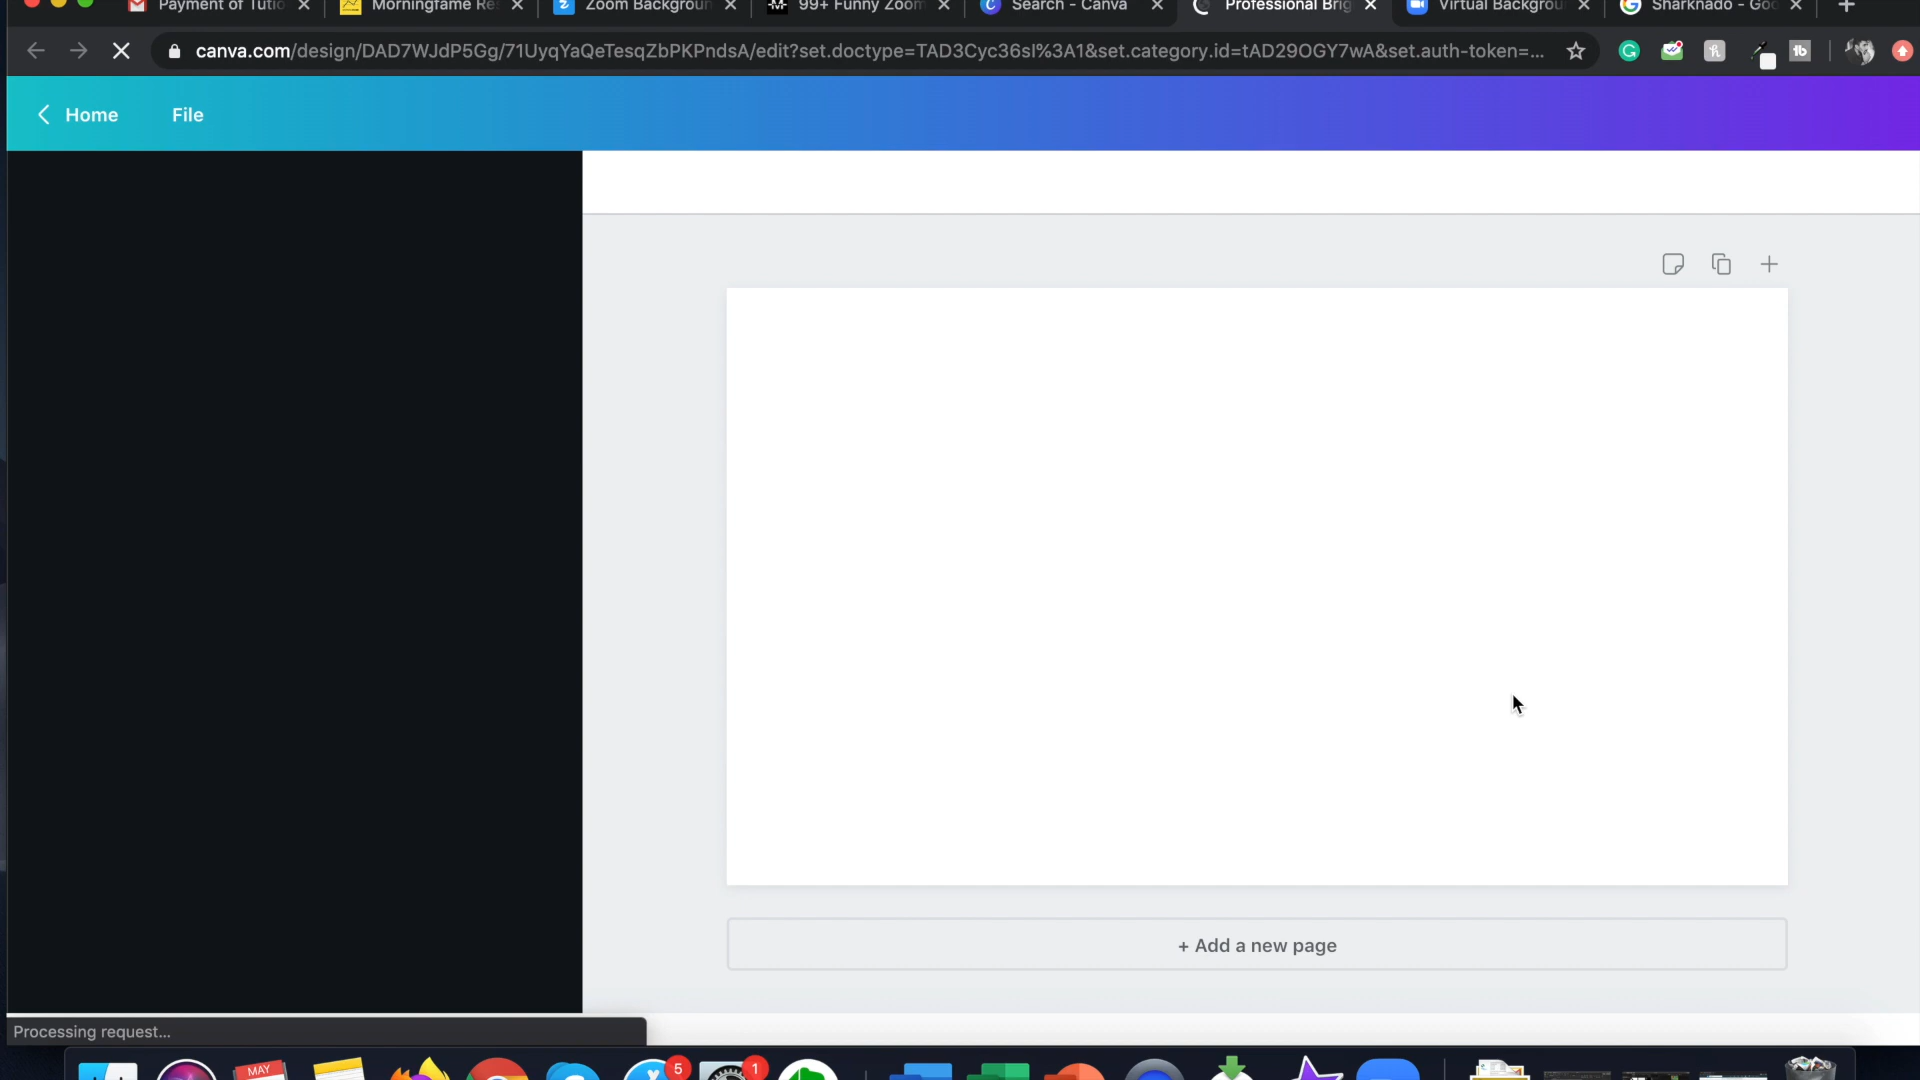 Payment of Tutio
Morningfame Re
Zoom Backgroun
99+ Funny Zoom
Search - Canva
Professional Brig
Virtual Backgrou
Sharknado - Goo
canva.com/design/DAD7WJdP5Gg/71UyqYaQeTesqZbPKPndsA/edit?set.doctype=TAD3Cyc36sI%3A1&set.category.id=tAD29OGY7wA&set.auth-token=...
Home
File
+ Add a new page
Processing request...
MAY
5
1